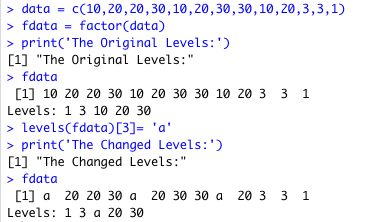 > data = c(10,20,20,30,10,20,30,30,10,20,3,3,1)
> fdata = factor(data)
> print('The Original Levels:')
[1] "The Original Levels:"
> fdata
 [1] 10 20 20 30 10 20 30 30 10 20 3  3  1
Levels: 1 3 10 20 30
> levels(fdata)[3]= 'a'
> print('The Changed Levels:')
[1] "The Changed Levels:"
> fdata
 [1] a  20 20 30 a  20 30 30 a  20 3  3  1
Levels: 1 3 a 20 30